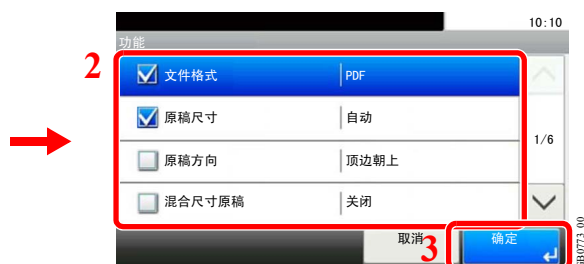 10:10
功能
2
文件格式 PDF
原稿尺寸 自动
1/6
原稿方向 顶边朝上
混合尺寸原稿 关闭
取消 3 确定